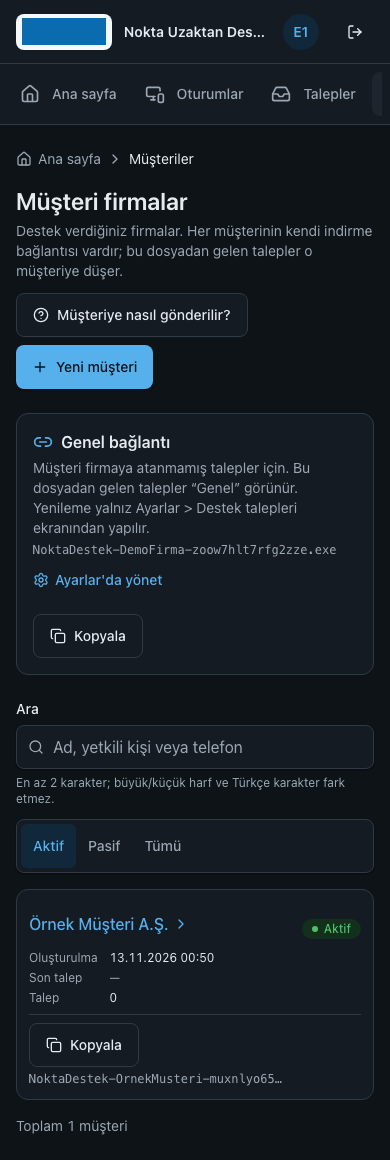 Nokta Uzaktan Des...
E1
Ana sayfa
Oturumlar
Talepler
Ana sayfa > Müşteriler
Müşteri firmalar
Destek verdiğiniz firmalar. Her müşterinin kendi indirme
bağlantısı vardır; bu dosyadan gelen talepler o
müşteriye düşer.
Müşteriye nasıl gönderilir?
Yeni müşteri
Genel bağlantı
Müşteri firmaya atanmamış talepler için. Bu
dosyadan gelen talepler “Genel” görünür.
Yenileme yalnız Ayarlar > Destek talepleri
ekranından yapılır.
NoktaDestek-DemoFirma-zoow7hlt7rfg2zze.exe
Ayarlar'da yönet
Kopyala
Ara
Ad, yetkili kişi veya telefon
En az 2 karakter; büyük/küçük harf ve Türkçe karakter fark
etmez.
Aktif
Pasif
Tümü
Örnek Müşteri A.Ş. >
Aktif
Oluşturulma 13.11.2026 00:50
Son talep —
Talep 0
Kopyala
NoktaDestek-OrnekMusteri-muxnlyo65…
Toplam 1 müşteri